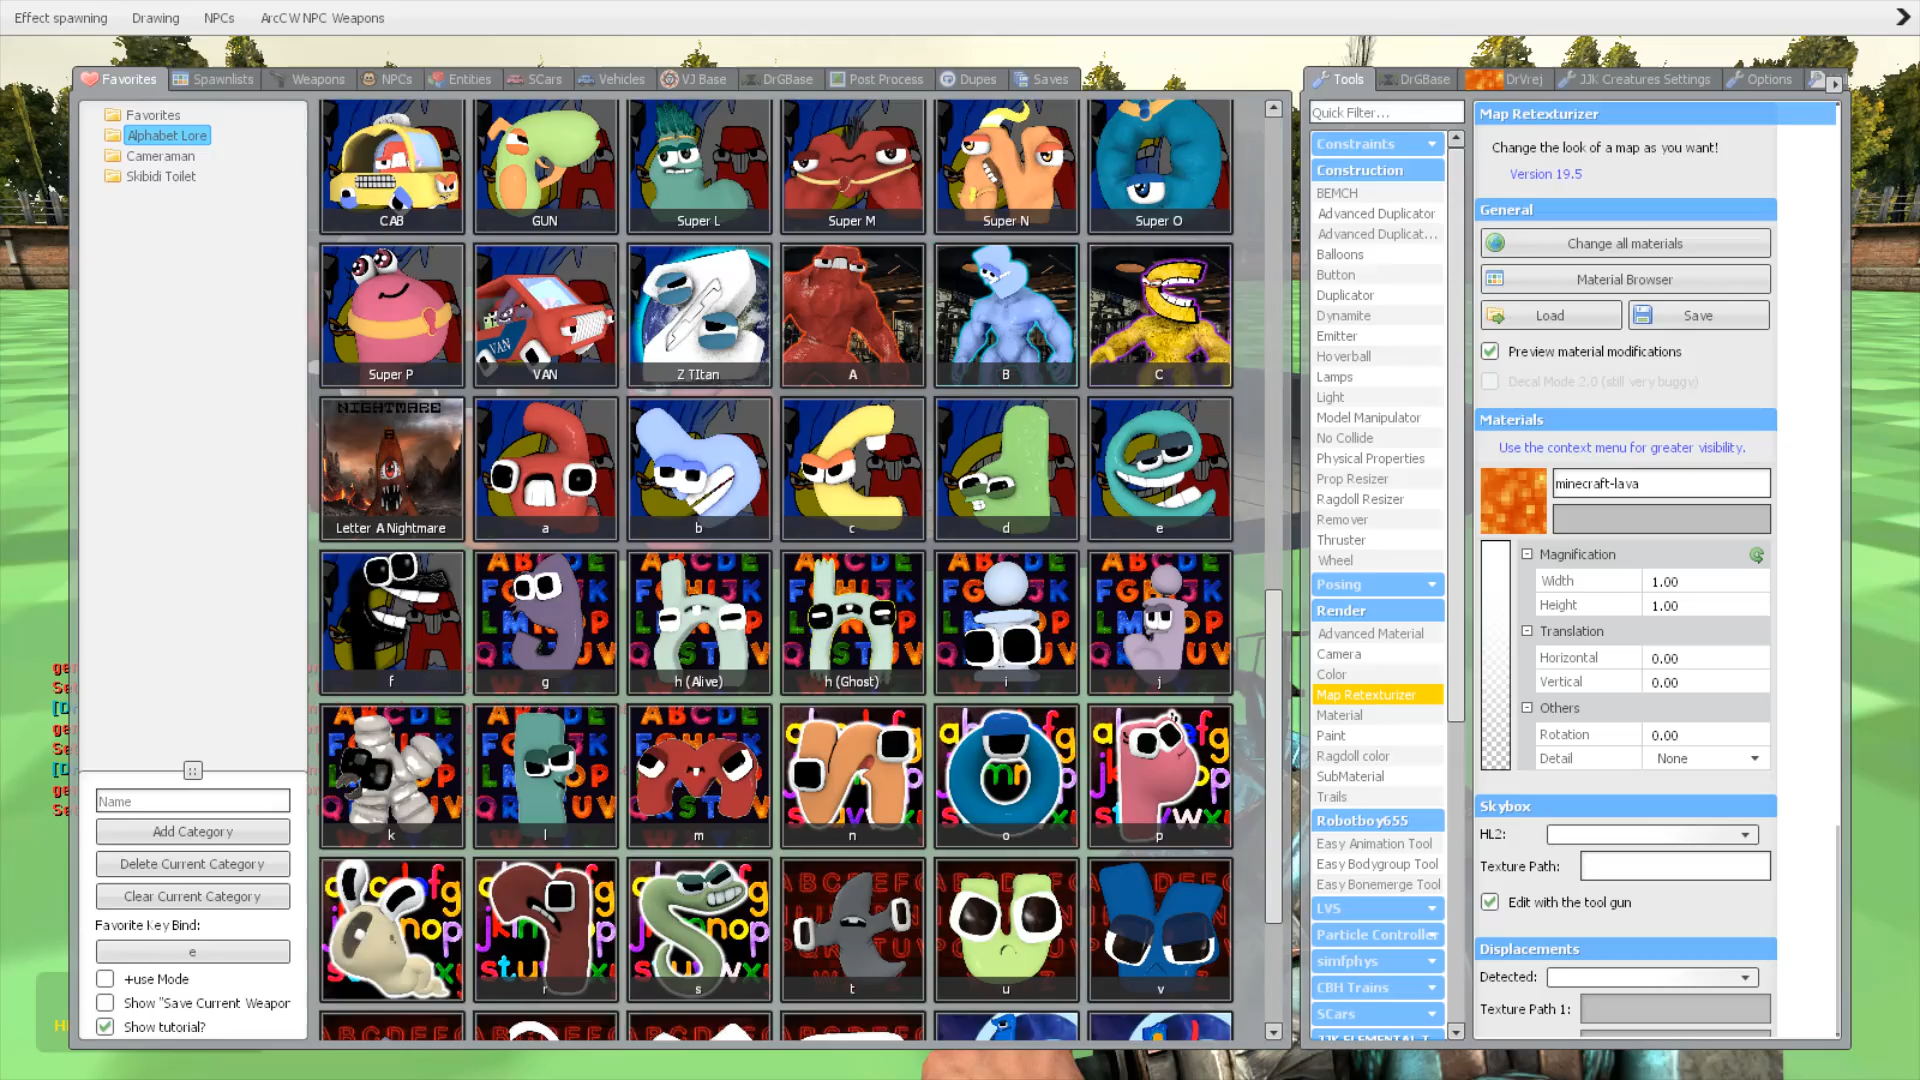 Effect spawning Drawing NPCs ArcCW NPC Weapons
Favorites Spawnlists Weapons NPCs Entities SCars Vehicles VJ Base DrGBase Post Process Dupes Saves
Favorites
Alphabet Lore
Cameraman
Skibidi Toilet
CAB GUN Super L Super M Super N Super O
Super P VAN Z TItan A B C
Letter A Nightmare a b c d e
f g h (Alive) h (Ghost) i j
k l m n o p
r s t u v
Name
Add Category
Delete Current Category
Clear Current Category
Favorite Key Bind:
e
+use Mode
Show "Save Current Weapor
Show tutorial?
Tools DrGBase DrVrej JJK Creatures Settings Options
Quick Filter...
Constraints
Construction
BEMCH
Advanced Duplicator
Advanced Duplicat...
Balloons
Button
Duplicator
Dynamite
Emitter
Hoverball
Lamps
Light
Model Manipulator
No Collide
Physical Properties
Prop Resizer
Ragdoll Resizer
Remover
Thruster
Wheel
Posing
Render
Advanced Material
Camera
Color
Map Retexturizer
Material
Paint
Ragdoll color
SubMaterial
Trails
Robotboy655
Easy Animation Tool
Easy Bodygroup Tool
Easy Bonemerge Tool
LVS
Particle Controller
simfphys
CBH Trains
SCars
JJK ELEMENTAL T
Map Retexturizer
Change the look of a map as you want!
Version 19.5
General
Change all materials
Material Browser
Load Save
Preview material modifications
Decal Mode 2.0 (still very buggy)
Materials
Use the context menu for greater visibility.
minecraft-lava
Magnification
Width 1.00
Height 1.00
Translation
Horizontal 0.00
Vertical 0.00
Others
Rotation 0.00
Detail None
Skybox
HL2:
Texture Path:
Edit with the tool gun
Displacements
Detected:
Texture Path 1: